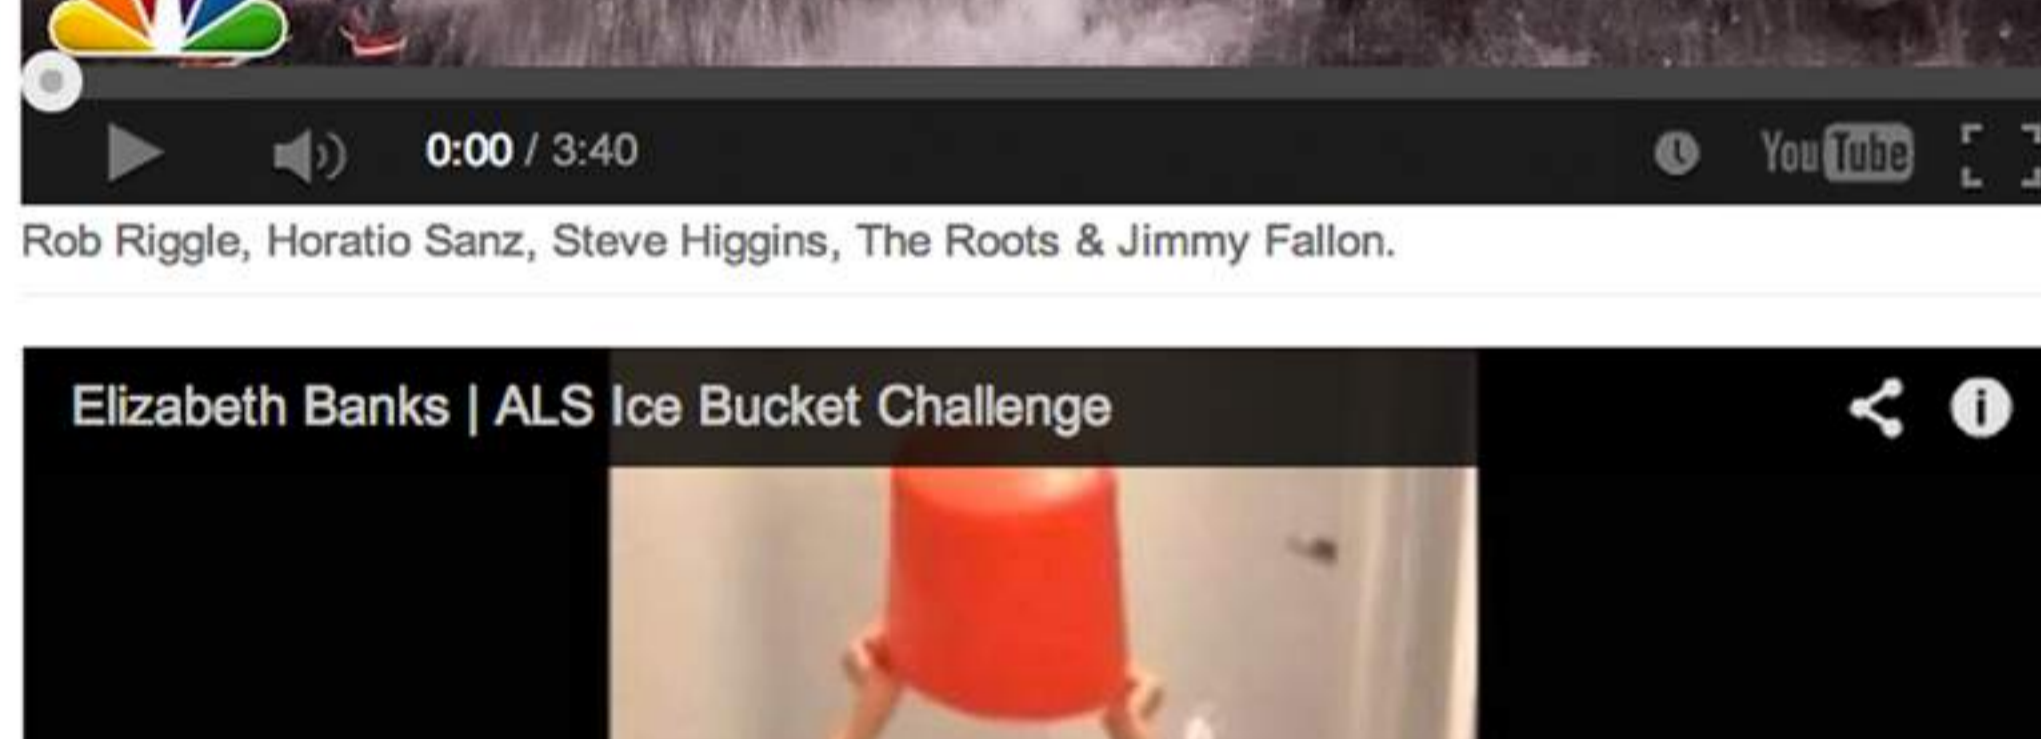 0:00 / 3:40
YouTube
Rob Riggle, Horatio Sanz, Steve Higgins, The Roots & Jimmy Fallon.
Elizabeth Banks | ALS Ice Bucket Challenge